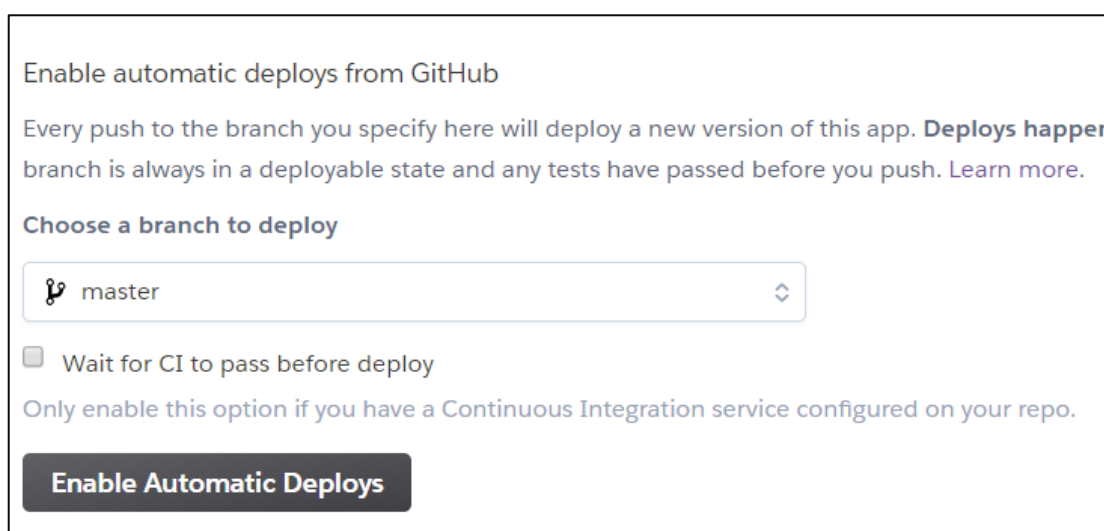 Enable automatic deploys from GitHub
Every push to the branch you specify here will deploy a new version of this app. Deploys happen
branch is always in a deployable state and any tests have passed before you push. Learn more.
Choose a branch to deploy
master
Wait for CI to pass before deploy
Only enable this option if you have a Continuous Integration service configured on your repo.
Enable Automatic Deploys